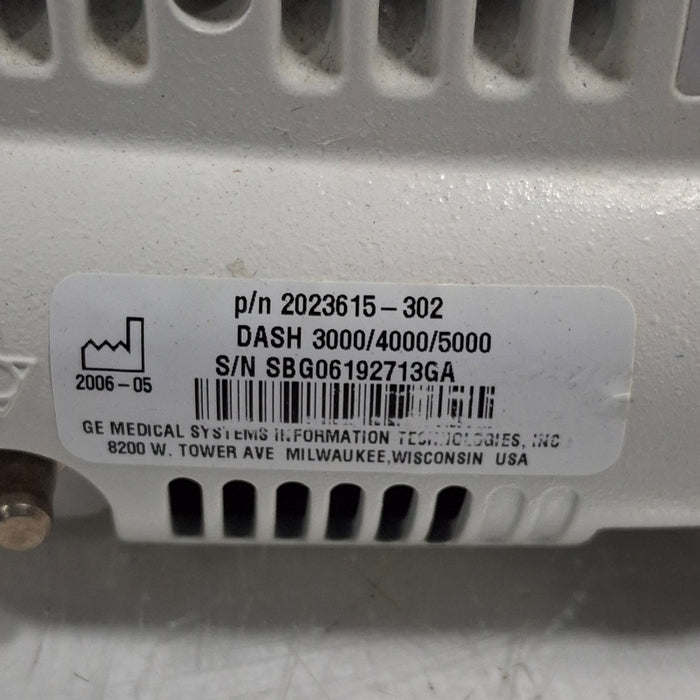 p/n 2023615-302
DASH 3000/4000/5000
S/N SBG06192713GA
2006-05
GE MEDICAL SYSTEMS INFORMATION TECHNOLOGIES, INC
8200 W. TOWER AVE MILWAUKEE, WISCONSIN USA